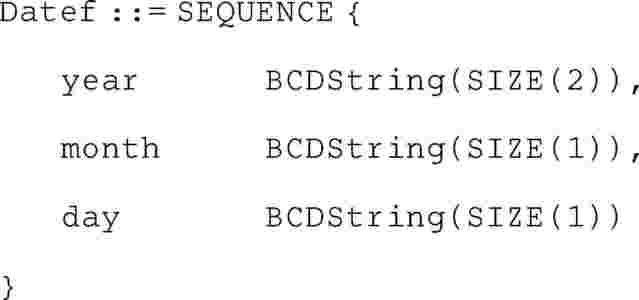 Datef ::= SEQUENCE {
year BCDString(SIZE(2)),
month BCDString(SIZE(1)),
day BCDString(SIZE(1))
}